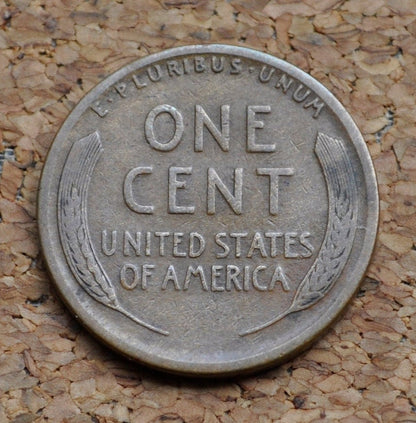 E·PLURIBUS·UNUM
ONE
CENT
UNITED STATES
OF AMERICA